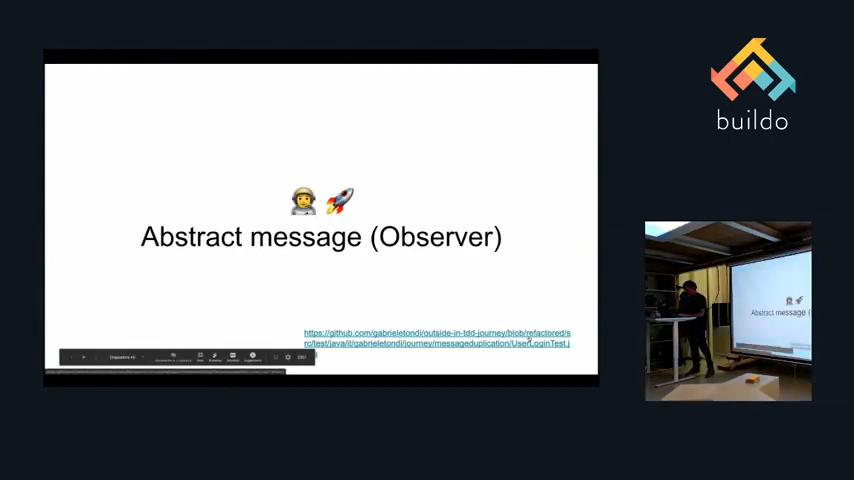 buildo
Abstract message (Observer)
https://github.com/gabrieletondi/outside-in-tdd-journey/blob/refactored/s
rc/test/java/it/gabrieletondi/journey/messageduplication/UserLoginTest.j
Abstract message (